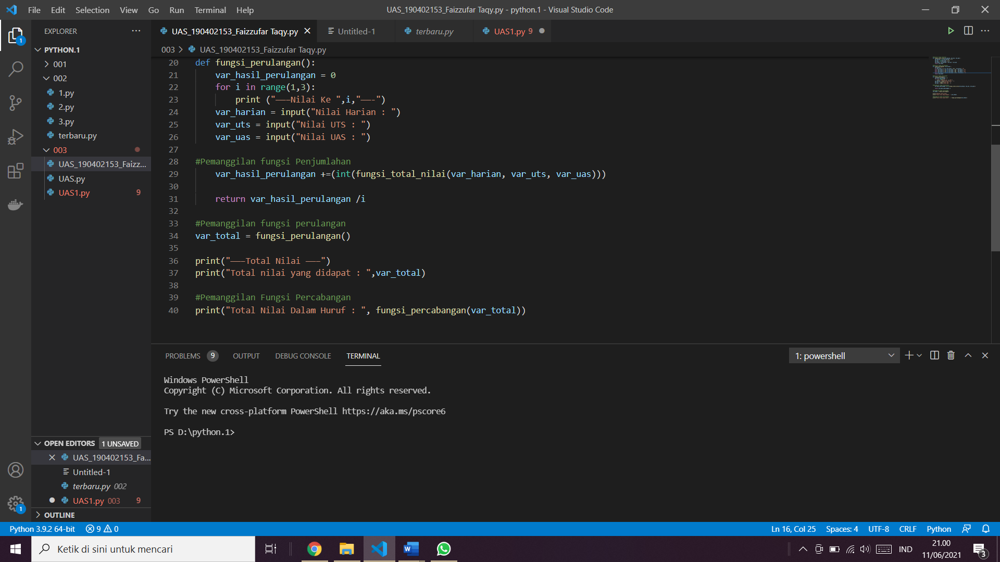 File Edit Selection View Go Run Terminal Help
UAS_190402153_Faizzufar Taqy.py - python.1 - Visual Studio Code
EXPLORER
UAS_190402153_Faizzufar Taqy.py
Untitled-1
terbaru.py
UAS1.py 9
003 > UAS_190402153_Faizzufar Taqy.py
PYTHON.1
001
002
1.py
2.py
3.py
terbaru.py
003
UAS_190402153_Faizz...
UAS.py
UAS1.py 9
20 def fungsi_perulangan():
21 var_hasil_perulangan = 0
22 for i in range(1,3):
23 print ("———Nilai Ke ",i,"——-")
24 var_harian = input("Nilai Harian : ")
25 var_uts = input("Nilai UTS : ")
26 var_uas = input("Nilai UAS : ")
27
28 #Pemanggilan fungsi Penjumlahan
29 var_hasil_perulangan +=(int(fungsi_total_nilai(var_harian, var_uts, var_uas)))
30
31 return var_hasil_perulangan /i
32
33 #Pemanggilan fungsi perulangan
34 var_total = fungsi_perulangan()
35
36 print("———Total Nilai ———")
37 print("Total nilai yang didapat : ",var_total)
38
39 #Pemanggilan Fungsi Percabangan
40 print("Total Nilai Dalam Huruf : ", fungsi_percabangan(var_total))
PROBLEMS 9 OUTPUT DEBUG CONSOLE TERMINAL
1: powershell
Windows PowerShell
Copyright (C) Microsoft Corporation. All rights reserved.
Try the new cross-platform PowerShell https://aka.ms/pscore6
PS D:\python.1>
OPEN EDITORS 1 UNSAVED
UAS_190402153_Fa...
Untitled-1
terbaru.py 002
UAS1.py 003 9
OUTLINE
1
1
Python 3.9.2 64-bit 9 0
Ln 16, Col 25 Spaces: 4 UTF-8 CRLF Python
Ketik di sini untuk mencari
IND
21.00
11/06/2021
3